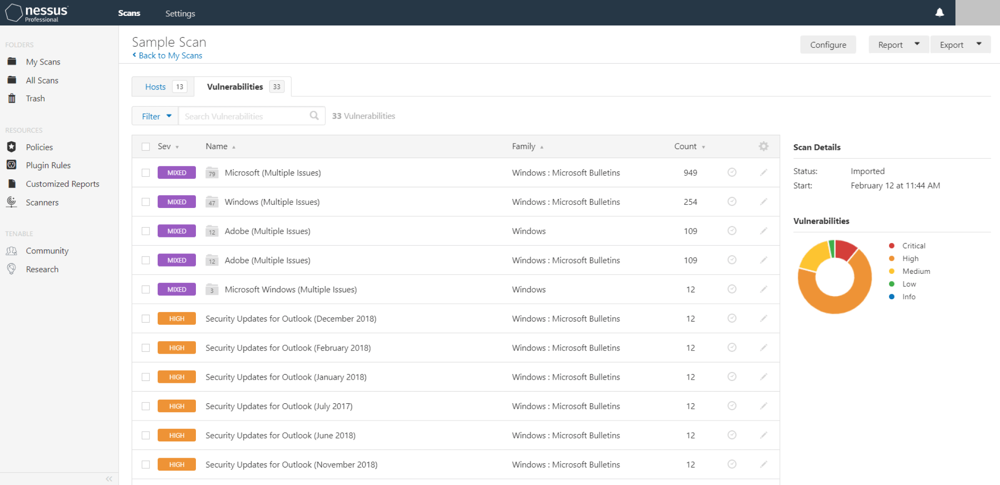 nessus
Professional
Scans Settings
FOLDERS
My Scans
All Scans
Trash
RESOURCES
Policies
Plugin Rules
Customized Reports
Scanners
TENABLE
Community
Research
Sample Scan
Back to My Scans
Configure Report Export
Hosts 13 Vulnerabilities 33
Filter Search Vulnerabilities 33 Vulnerabilities
Sev Name Family Count
MIXED 79 Microsoft (Multiple Issues) Windows : Microsoft Bulletins 949
MIXED 47 Windows (Multiple Issues) Windows : Microsoft Bulletins 254
MIXED 12 Adobe (Multiple Issues) Windows 109
MIXED 12 Adobe (Multiple Issues) Windows : Microsoft Bulletins 109
MIXED 3 Microsoft Windows (Multiple Issues) Windows 12
HIGH Security Updates for Outlook (December 2018) Windows : Microsoft Bulletins 12
HIGH Security Updates for Outlook (February 2018) Windows : Microsoft Bulletins 12
HIGH Security Updates for Outlook (January 2018) Windows : Microsoft Bulletins 12
HIGH Security Updates for Outlook (July 2017) Windows : Microsoft Bulletins 12
HIGH Security Updates for Outlook (June 2018) Windows : Microsoft Bulletins 12
HIGH Security Updates for Outlook (November 2018) Windows : Microsoft Bulletins 12
Scan Details
Status: Imported
Start: February 12 at 11:44 AM
Vulnerabilities
Critical
High
Medium
Low
Info